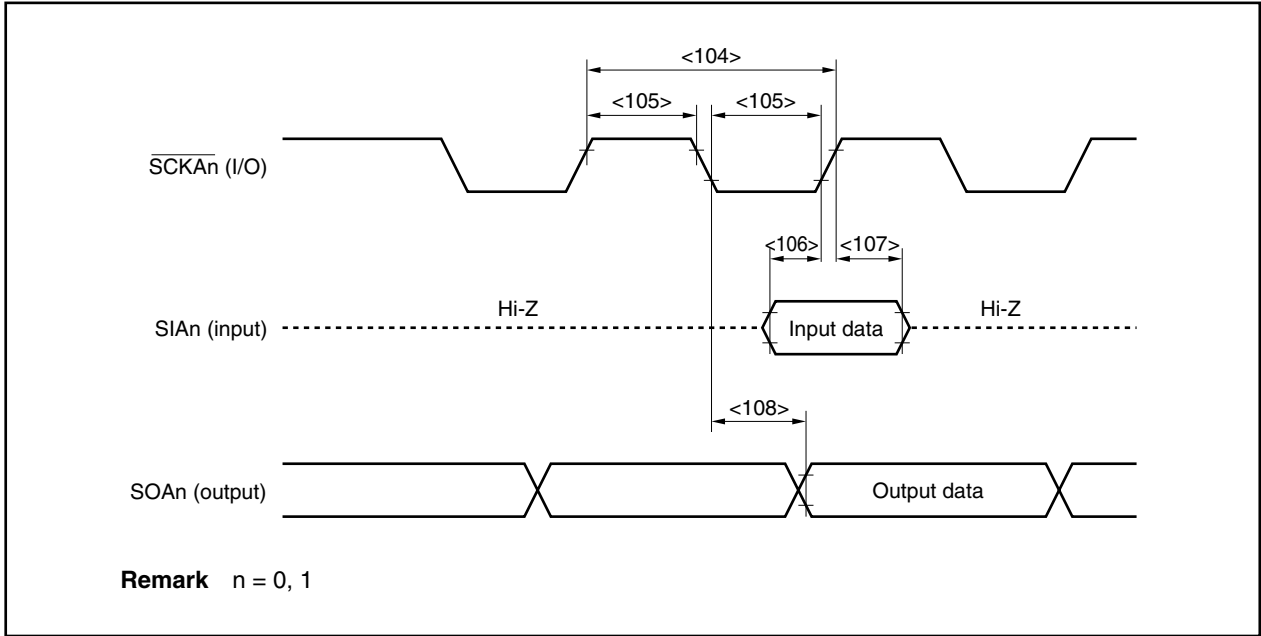 <104>
<105> <105>
SCKAn (I/O)
<106> <107>
Hi-Z Hi-Z
SIAn (input) Input data
<108>
SOAn (output) Output data
Remark n = 0, 1